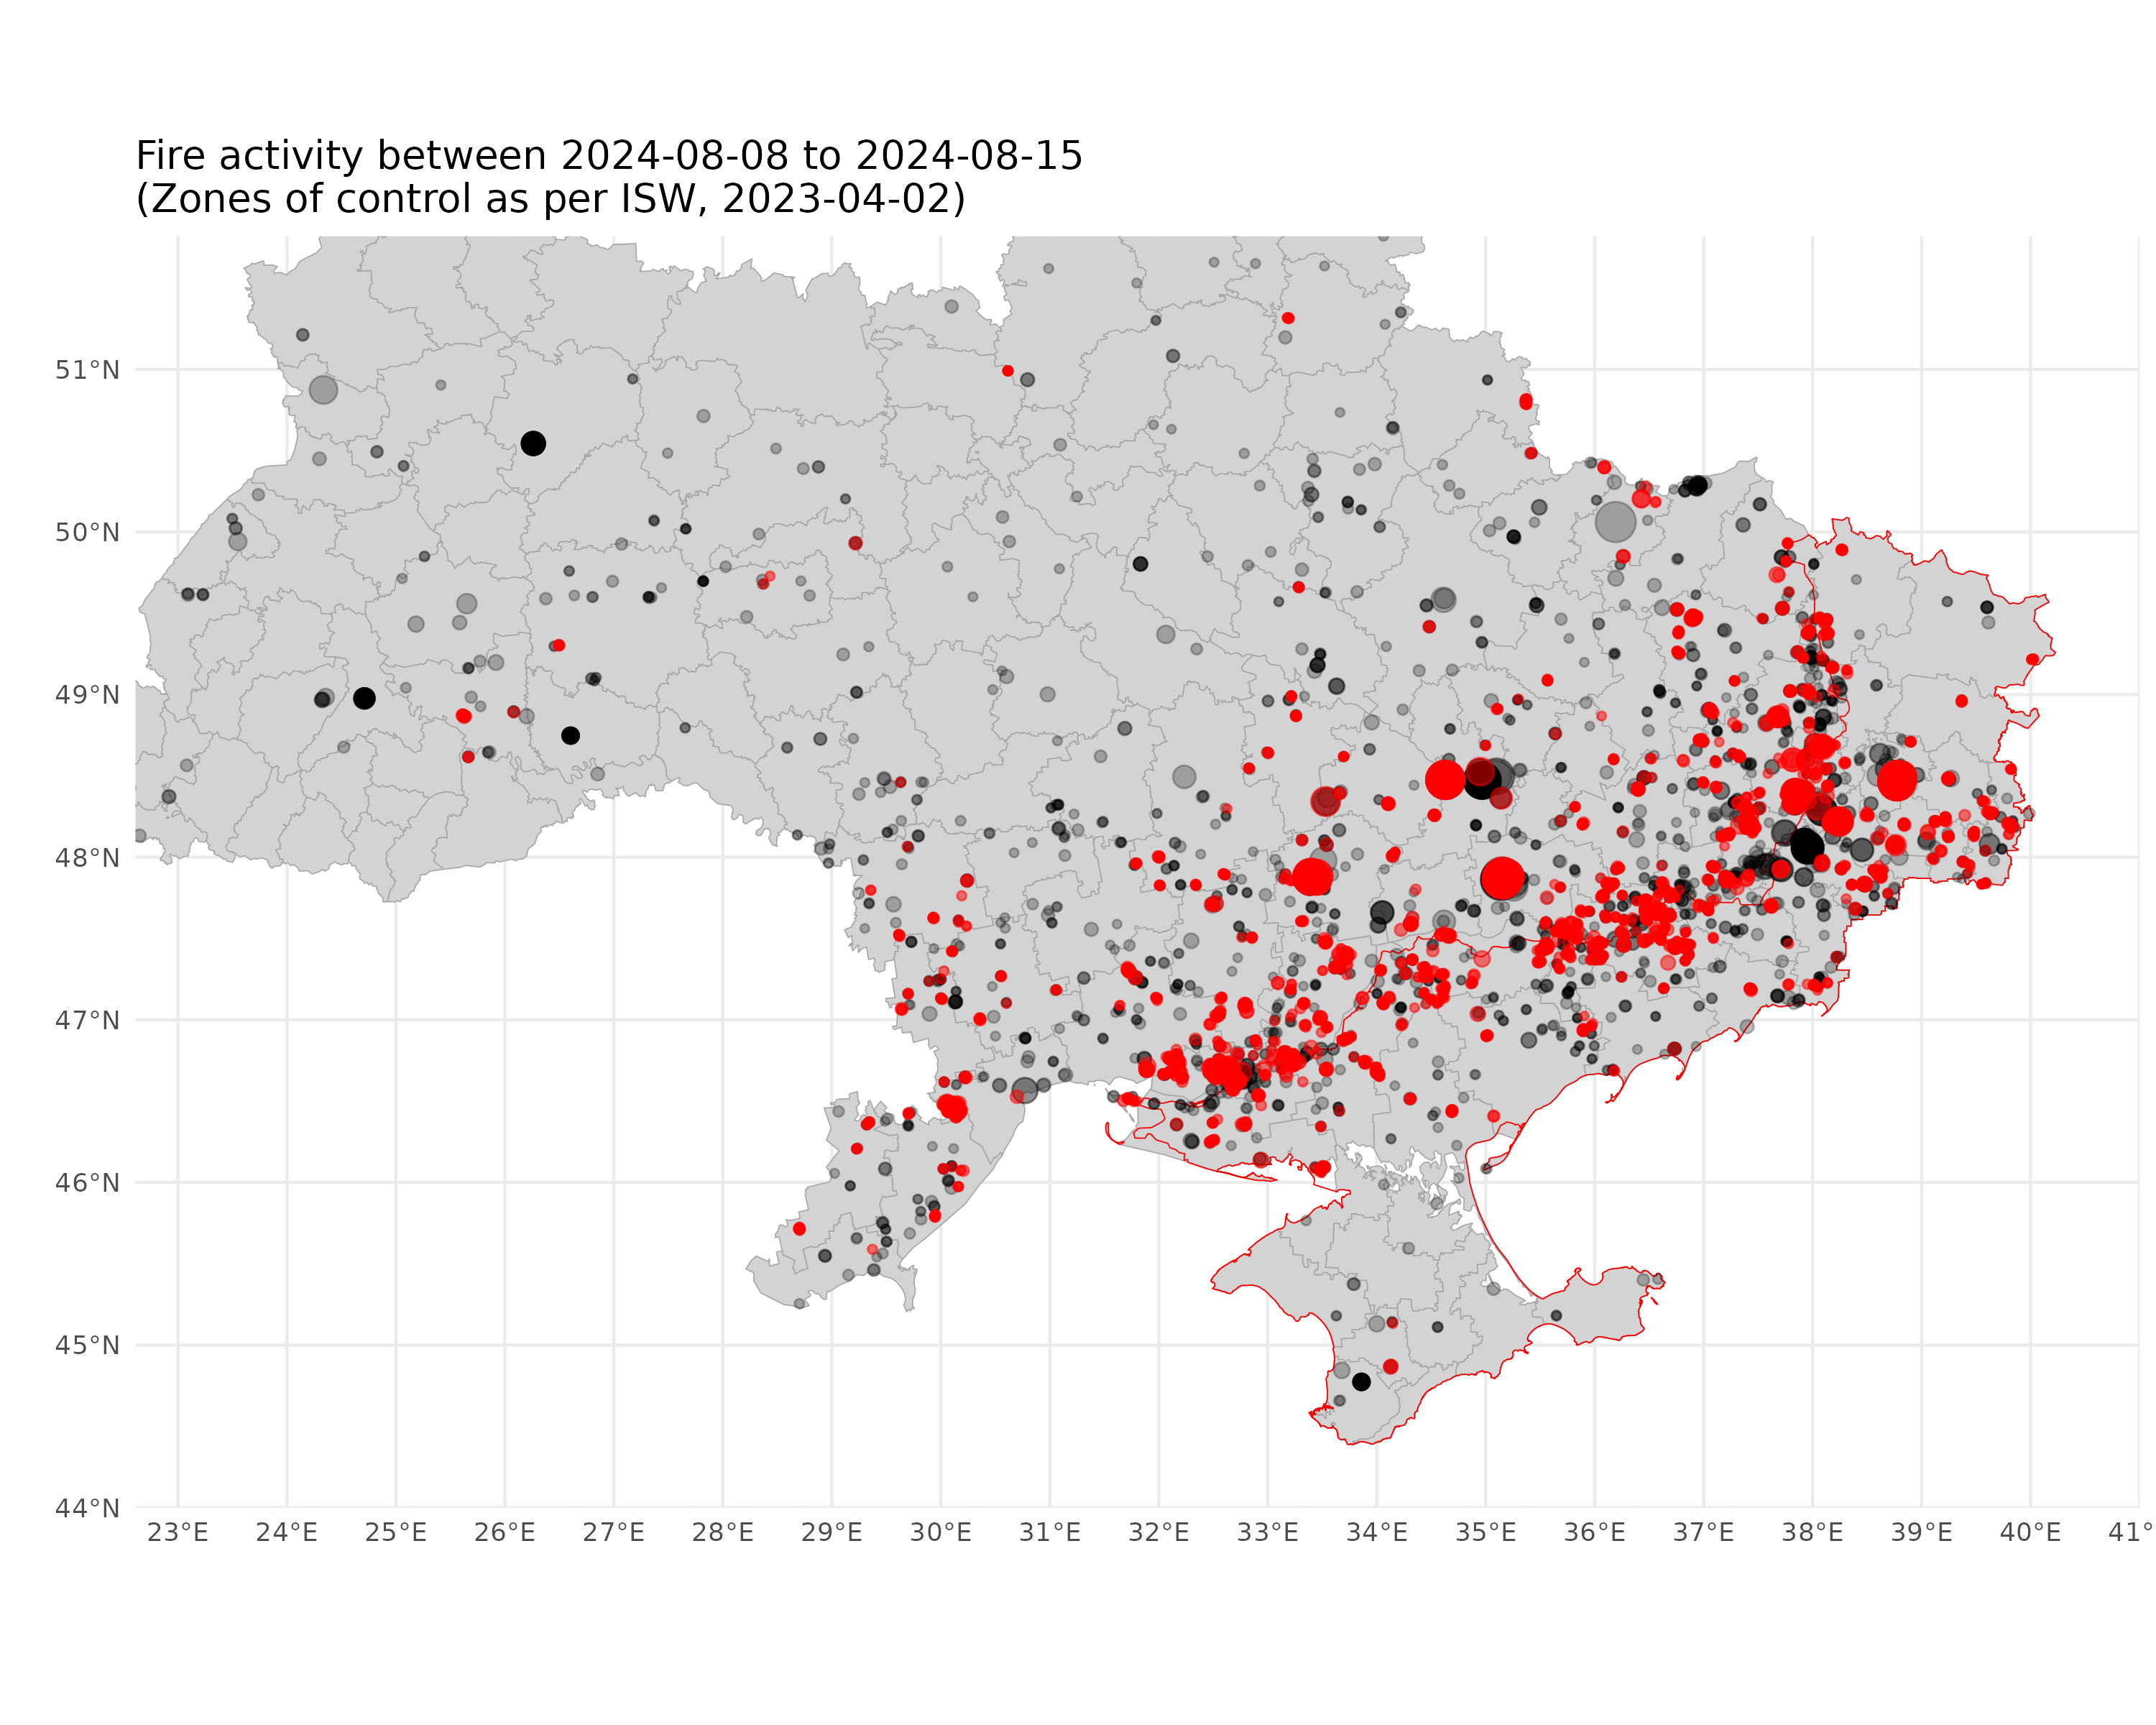 Fire activity between 2024-08-08 to 2024-08-15
(Zones of control as per ISW, 2023-04-02)
51°N
50°N
49°N
48°N
47°N
46°N
45°N
44°N
23°E 24°E 25°E 26°E 27°E 28°E 29°E 30°E 31°E 32°E 33°E 34°E 35°E 36°E 37°E 38°E 39°E 40°E 41°